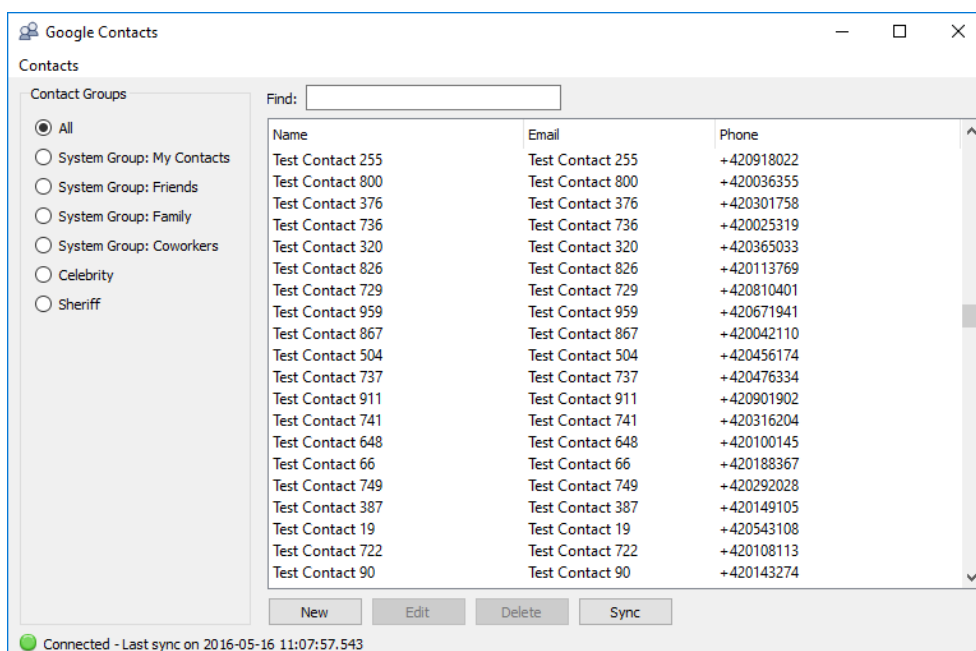 Google Contacts
Contacts
Contact Groups
All
System Group: My Contacts
System Group: Friends
System Group: Family
System Group: Coworkers
Celebrity
Sheriff
Find:
Name Email Phone
Test Contact 255 Test Contact 255 +420918022
Test Contact 800 Test Contact 800 +420036355
Test Contact 376 Test Contact 376 +420301758
Test Contact 736 Test Contact 736 +420025319
Test Contact 320 Test Contact 320 +420365033
Test Contact 826 Test Contact 826 +420113769
Test Contact 729 Test Contact 729 +420810401
Test Contact 959 Test Contact 959 +420671941
Test Contact 867 Test Contact 867 +420042110
Test Contact 504 Test Contact 504 +420456174
Test Contact 737 Test Contact 737 +420476334
Test Contact 911 Test Contact 911 +420901902
Test Contact 741 Test Contact 741 +420316204
Test Contact 648 Test Contact 648 +420100145
Test Contact 66 Test Contact 66 +420188367
Test Contact 749 Test Contact 749 +420292028
Test Contact 387 Test Contact 387 +420149105
Test Contact 19 Test Contact 19 +420543108
Test Contact 722 Test Contact 722 +420108113
Test Contact 90 Test Contact 90 +420143274
New Edit Delete Sync
Connected - Last sync on 2016-05-16 11:07:57.543